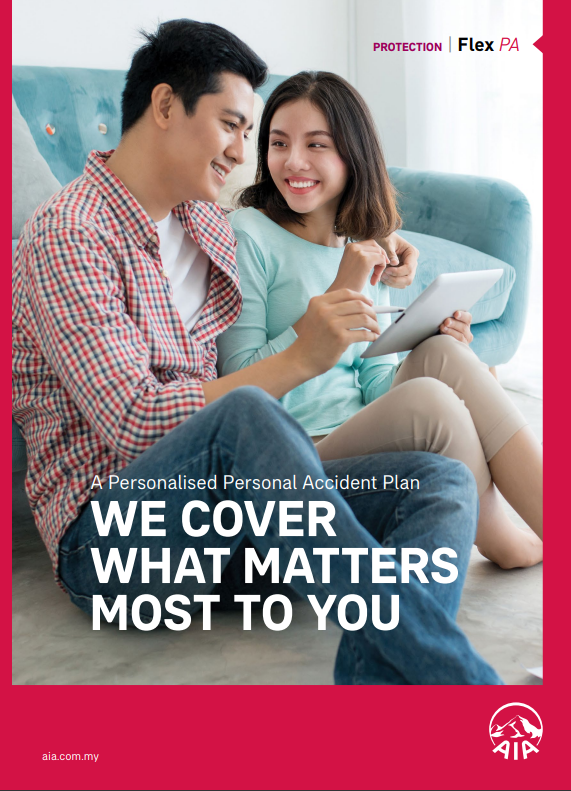 PROTECTION | Flex PA
A Personalised Personal Accident Plan
WE COVER
WHAT MATTERS
MOST TO YOU
aia.com.my
AIA